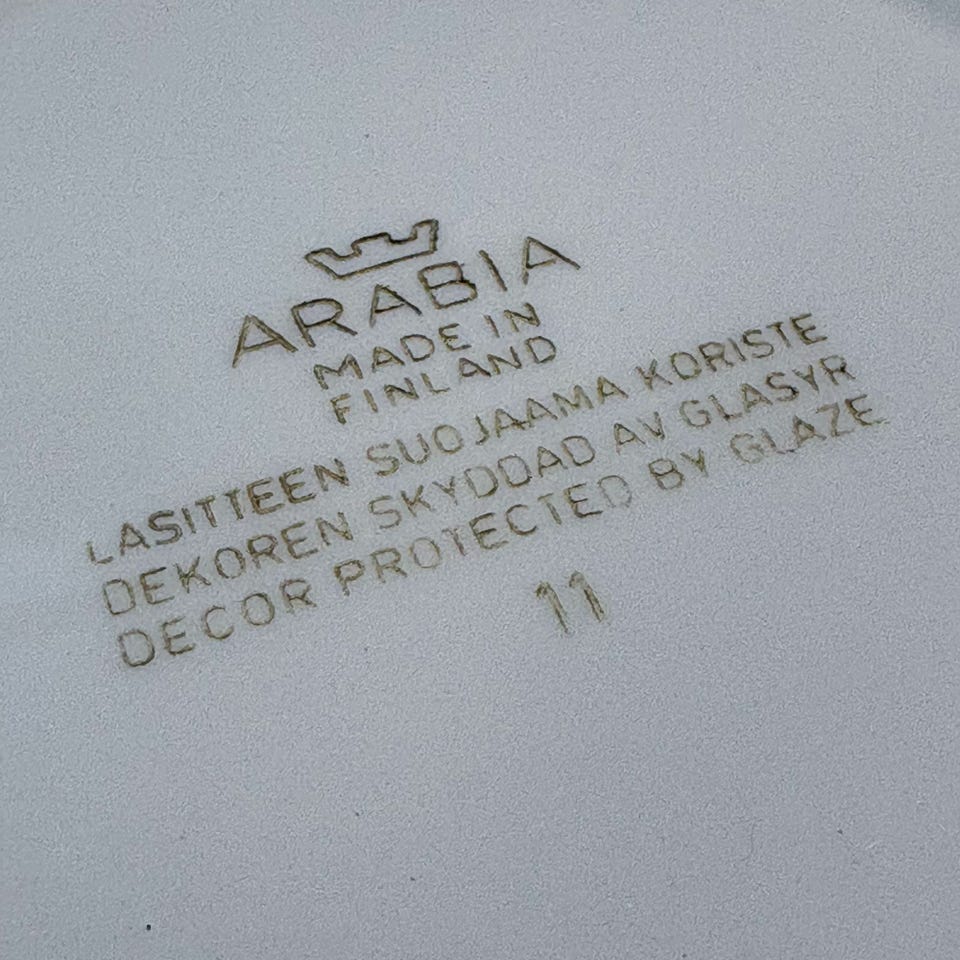 ARABIA
MADE IN
FINLAND
LASITTEEN SUOJAAMA KORISTE
DEKOREN SKYDDAD AV GLASYR
DECOR PROTECTED BY GLAZE
11